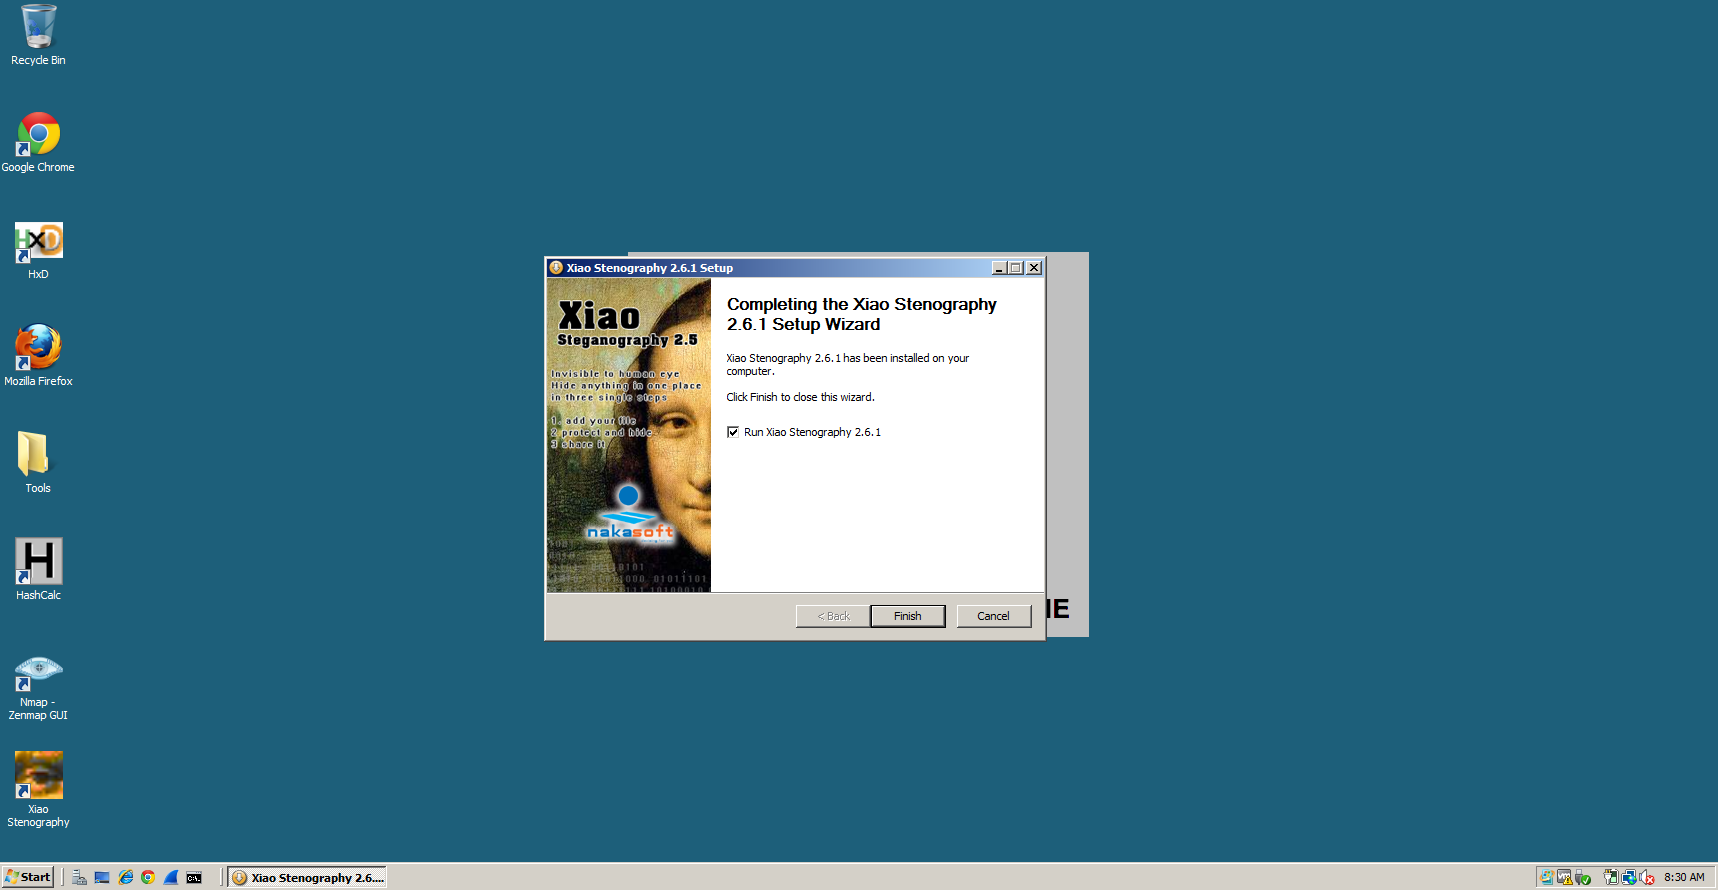 Recycle Bin
Google Chrome
HxD
HxD
Mozilla Firefox
Tools
H
HashCalc
Nmap -
Zenmap GUI
Xiao
Stenography
Xiao Stenography 2.6.1 Setup
Xiao
Steganography 2.5
Invisible to human eye
Hide anything in one place
in three single steps
1. add your file
2 protect and hide
3 share it
nakasoft
Completing the Xiao Stenography
2.6.1 Setup Wizard
Xiao Stenography 2.6.1 has been installed on your
computer.
Click Finish to close this wizard.
Run Xiao Stenography 2.6.1
< Back
Finish
Cancel
IE
Start
Xiao Stenography 2.6....
8:30 AM